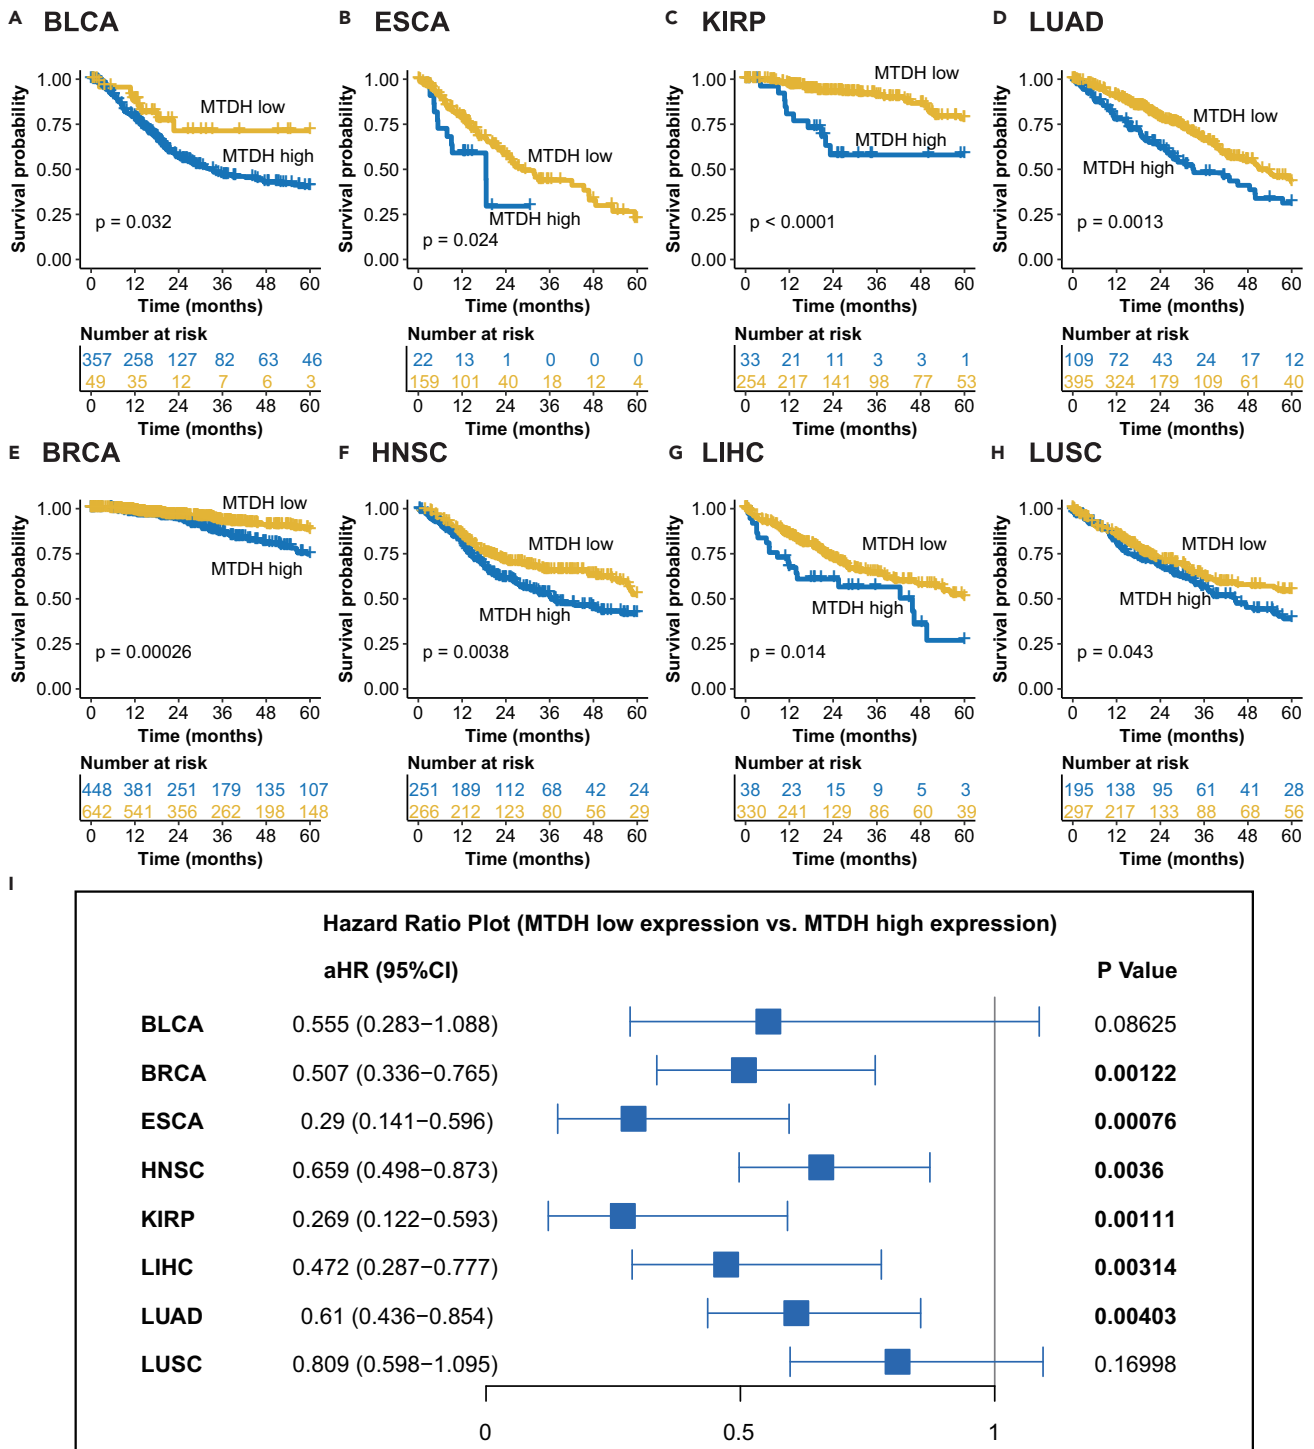 A BLCA
Survival probability
1.00
0.75
0.50
0.25
0.00
MTDH low
MTDH high
p = 0.032
0 12 24 36 48 60
Time (months)
Number at risk
357 258 127 82 63 46
49 35 12 7 6 3
0 12 24 36 48 60
Time (months)
B ESCA
Survival probability
1.00
0.75
0.50
0.25
0.00
MTDH low
MTDH high
p = 0.024
0 12 24 36 48 60
Time (months)
Number at risk
22 13 1 0 0 0
159 101 40 18 12 4
0 12 24 36 48 60
Time (months)
C KIRP
Survival probability
1.00
0.75
0.50
0.25
0.00
MTDH low
MTDH high
p < 0.0001
0 12 24 36 48 60
Time (months)
Number at risk
33 21 11 3 3 1
254 217 141 98 77 53
0 12 24 36 48 60
Time (months)
D LUAD
Survival probability
1.00
0.75
0.50
0.25
0.00
MTDH low
MTDH high
p = 0.0013
0 12 24 36 48 60
Time (months)
Number at risk
109 72 43 24 17 12
395 324 179 109 61 40
0 12 24 36 48 60
Time (months)
E BRCA
Survival probability
1.00
0.75
0.50
0.25
0.00
MTDH low
MTDH high
p = 0.00026
0 12 24 36 48 60
Time (months)
Number at risk
448 381 251 179 135 107
642 541 356 262 198 148
0 12 24 36 48 60
Time (months)
F HNSC
Survival probability
1.00
0.75
0.50
0.25
0.00
MTDH low
MTDH high
p = 0.0038
0 12 24 36 48 60
Time (months)
Number at risk
251 189 112 68 42 24
266 212 123 80 56 29
0 12 24 36 48 60
Time (months)
G LIHC
Survival probability
1.00
0.75
0.50
0.25
0.00
MTDH low
MTDH high
p = 0.014
0 12 24 36 48 60
Time (months)
Number at risk
38 23 15 9 5 3
330 241 129 86 60 39
0 12 24 36 48 60
Time (months)
H LUSC
Survival probability
1.00
0.75
0.50
0.25
0.00
MTDH low
MTDH high
p = 0.043
0 12 24 36 48 60
Time (months)
Number at risk
195 138 95 61 41 28
297 217 133 88 68 56
0 12 24 36 48 60
Time (months)
I
Hazard Ratio Plot (MTDH low expression vs. MTDH high expression)
aHR (95%CI) P Value
BLCA 0.555 (0.283−1.088) 0.08625
BRCA 0.507 (0.336−0.765) 0.00122
ESCA 0.29 (0.141−0.596) 0.00076
HNSC 0.659 (0.498−0.873) 0.0036
KIRP 0.269 (0.122−0.593) 0.00111
LIHC 0.472 (0.287−0.777) 0.00314
LUAD 0.61 (0.436−0.854) 0.00403
LUSC 0.809 (0.598−1.095) 0.16998
0 0.5 1